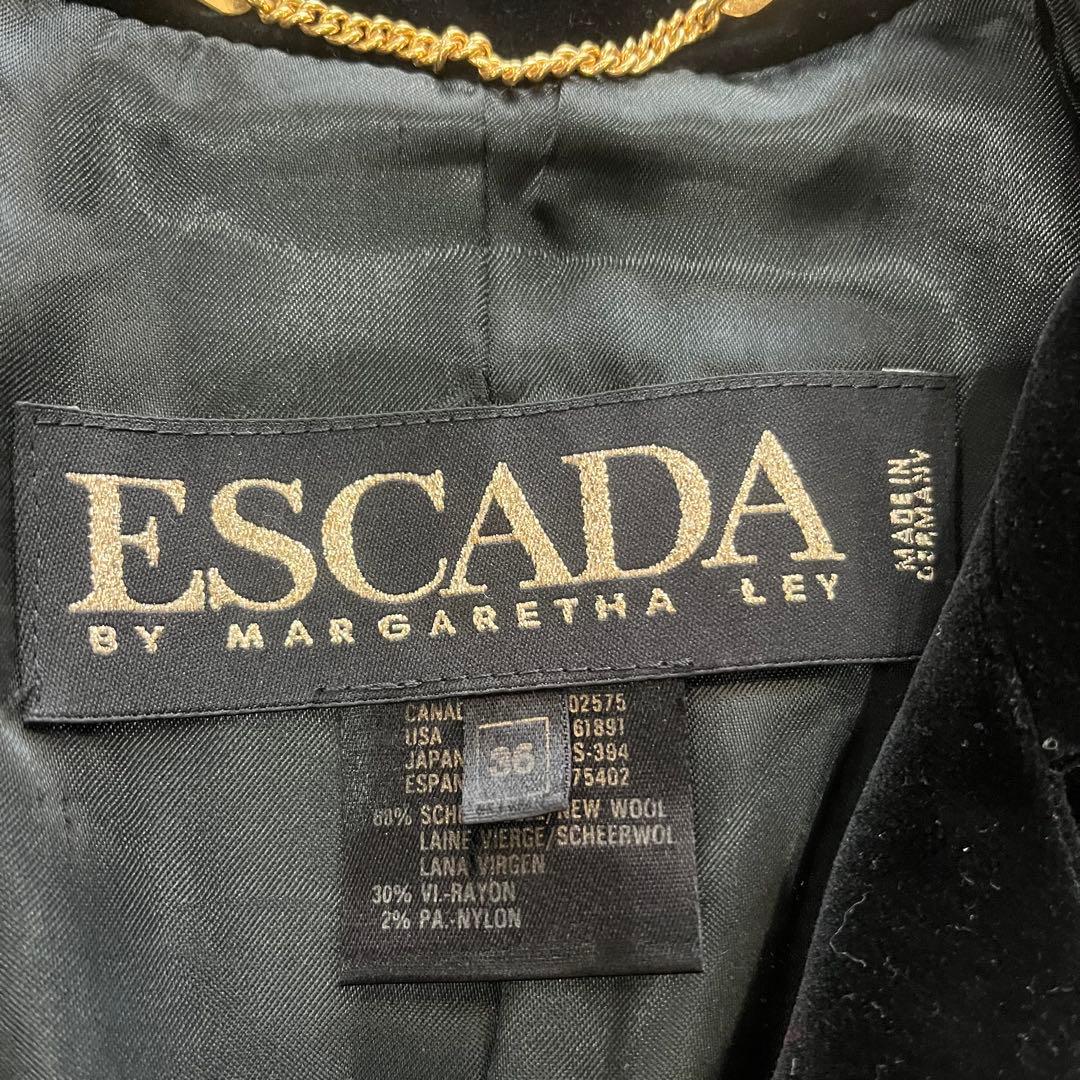 ESCADA
BY MARGARETHA LEY
MADE IN
GERMANY
CANAL 02575
USA 61891
JAPAN S-394
ESPAN 75402
36
% SCH /NEW WOOL
LAINE VIERGE/SCHEERWOL
LANA VIRGEN
30% VI.-RAYON
2% PA.-NYLON